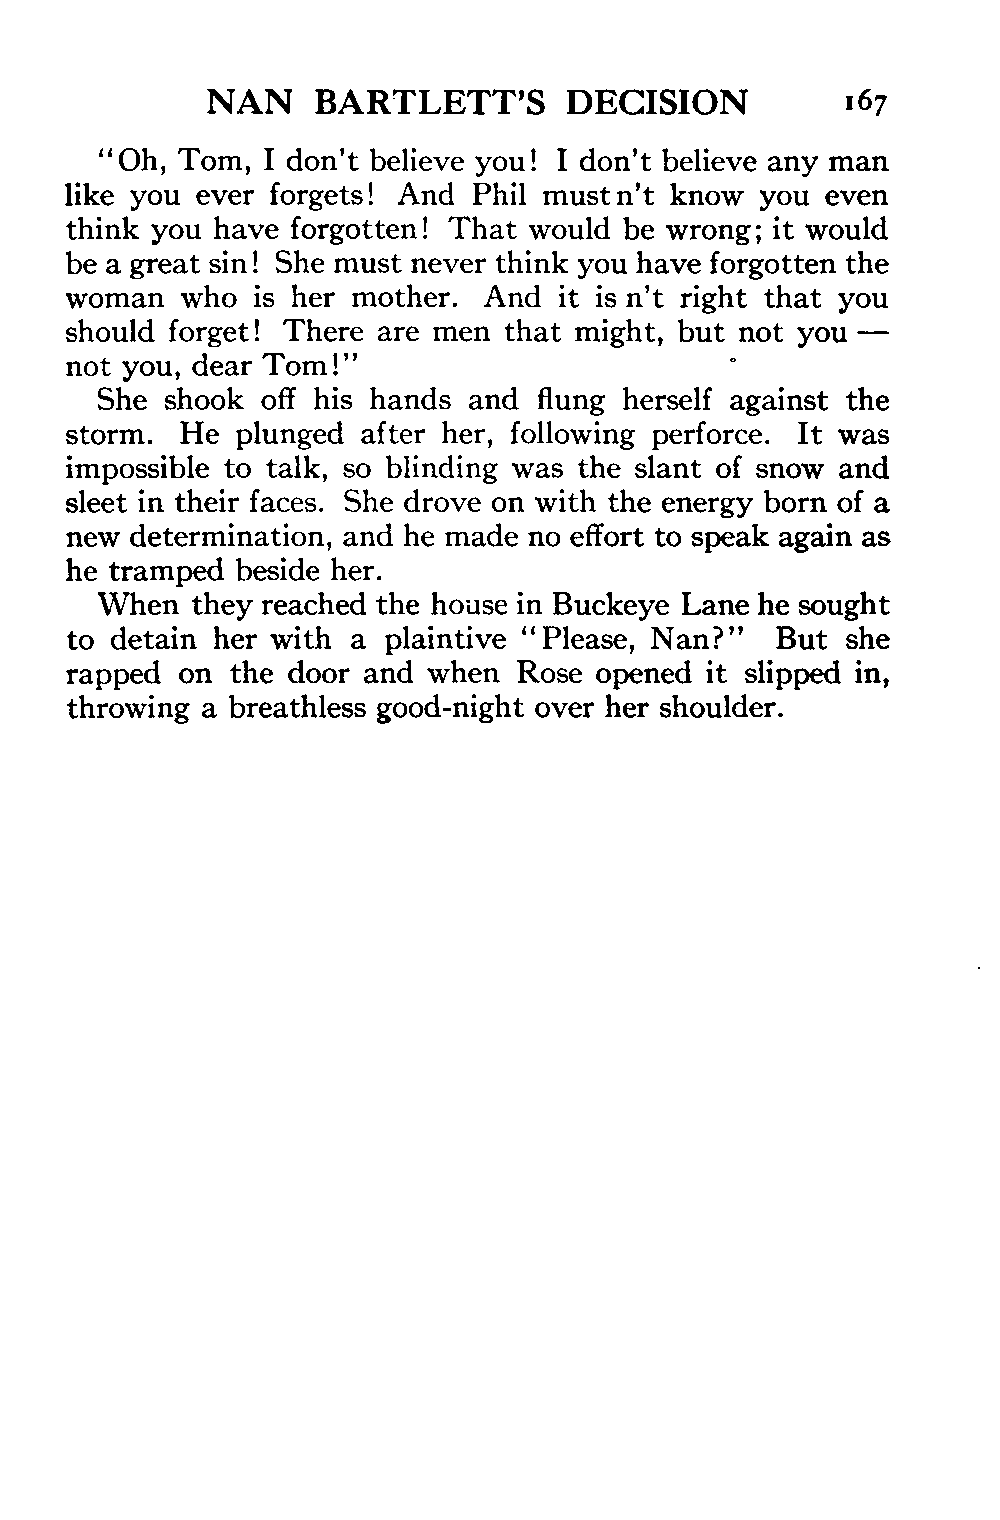 NAN BARTLETT'S DECISION 167
"Oh, Tom, I don't believe you! I don't believe any man
like you ever forgets! And Phil must n't know you even
think you have forgotten! That would be wrong; it would
be a great sin! She must never think you have forgotten the
woman who is her mother. And it is n't right that you
should forget! There are men that might, but not you —
not you, dear Tom!"
She shook off his hands and flung herself against the
storm. He plunged after her, following perforce. It was
impossible to talk, so blinding was the slant of snow and
sleet in their faces. She drove on with the energy born of a
new determination, and he made no effort to speak again as
he tramped beside her.
When they reached the house in Buckeye Lane he sought
to detain her with a plaintive "Please, Nan?" But she
rapped on the door and when Rose opened it slipped in,
throwing a breathless good-night over her shoulder.